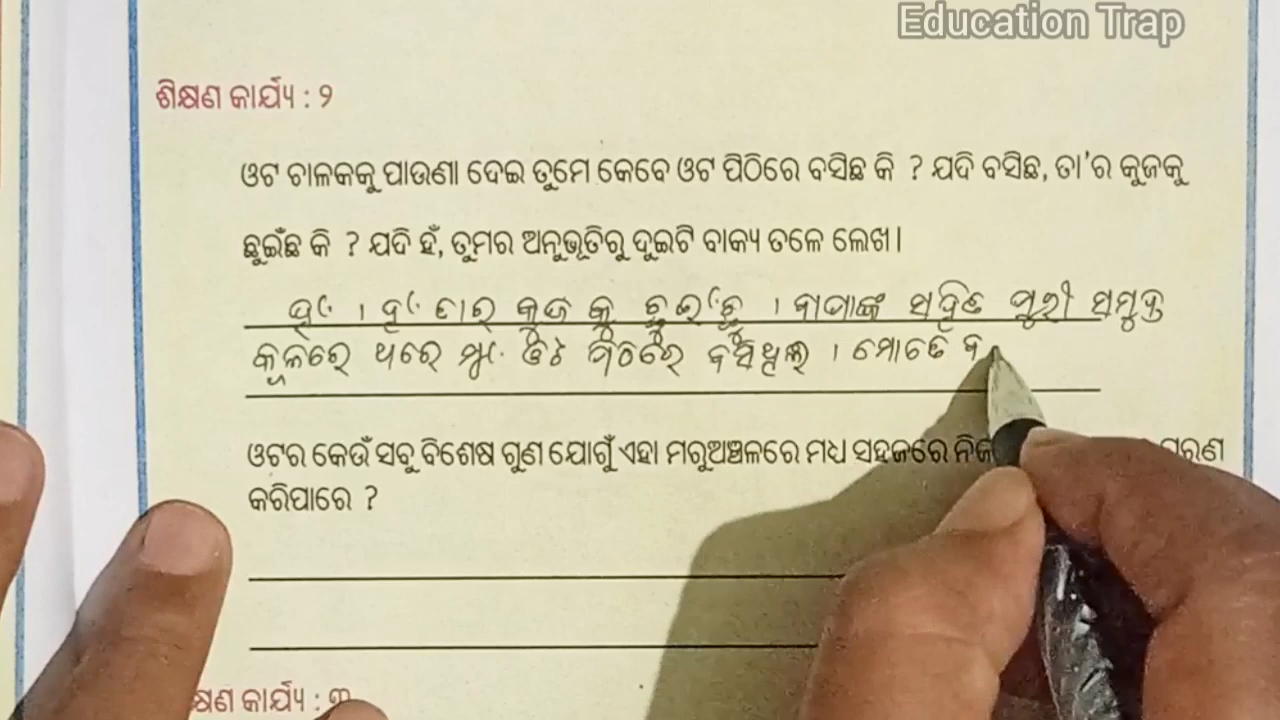 Education Trap
ଶିକ୍ଷଣ କାର୍ଯ୍ୟ : ୨
ଓଟ ଚାଳକକୁ ପାଉଣା ଦେଇ ତୁମେ କେବେ ଓଟ ପିଠିରେ ବସିଛ କି ? ଯଦି ବସିଛ, ତା'ର କୁଜକୁ
ଛୁଇଁଛ କି ? ଯଦି ହଁ, ତୁମର ଅନୁଭୂତିରୁ ଦୁଇଟି ବାକ୍ୟ ତଳେ ଲେଖ।
ହଁ । ହଁ ତାର କୁଜ କୁ ଛୁଇଁଛୁ । ବାପାଙ୍କ ସହିତ ପୁରୀ ସମୁଦ୍ର
କୂଳରେ ଥରେ ମୁଁ ଓଟ ପିଠିରେ ବସିଥିଲି । ମୋତେ
ଓଟର କେଉଁ ସବୁ ବିଶେଷ ଗୁଣ ଯୋଗୁଁ ଏହା ମରୁଅଞ୍ଚଳରେ ମଧ୍ୟ ସହଜରେ
କରିପାରେ ?
କ୍ଷଣ କାର୍ଯ୍ୟ : ୩